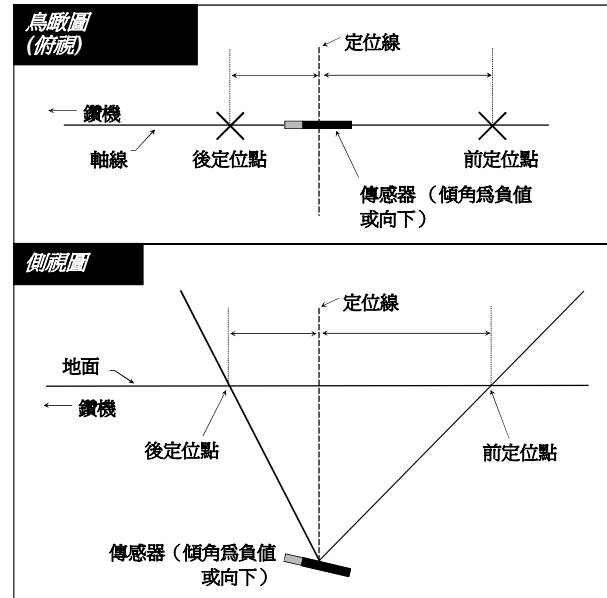 鳥瞰圖
(俯視)
定位線
鑽機
軸線
後定位點
前定位點
傳感器（傾角爲負值
或向下）
側視圖
定位線
地面
鑽機
後定位點
前定位點
傳感器（傾角爲負值
或向下）